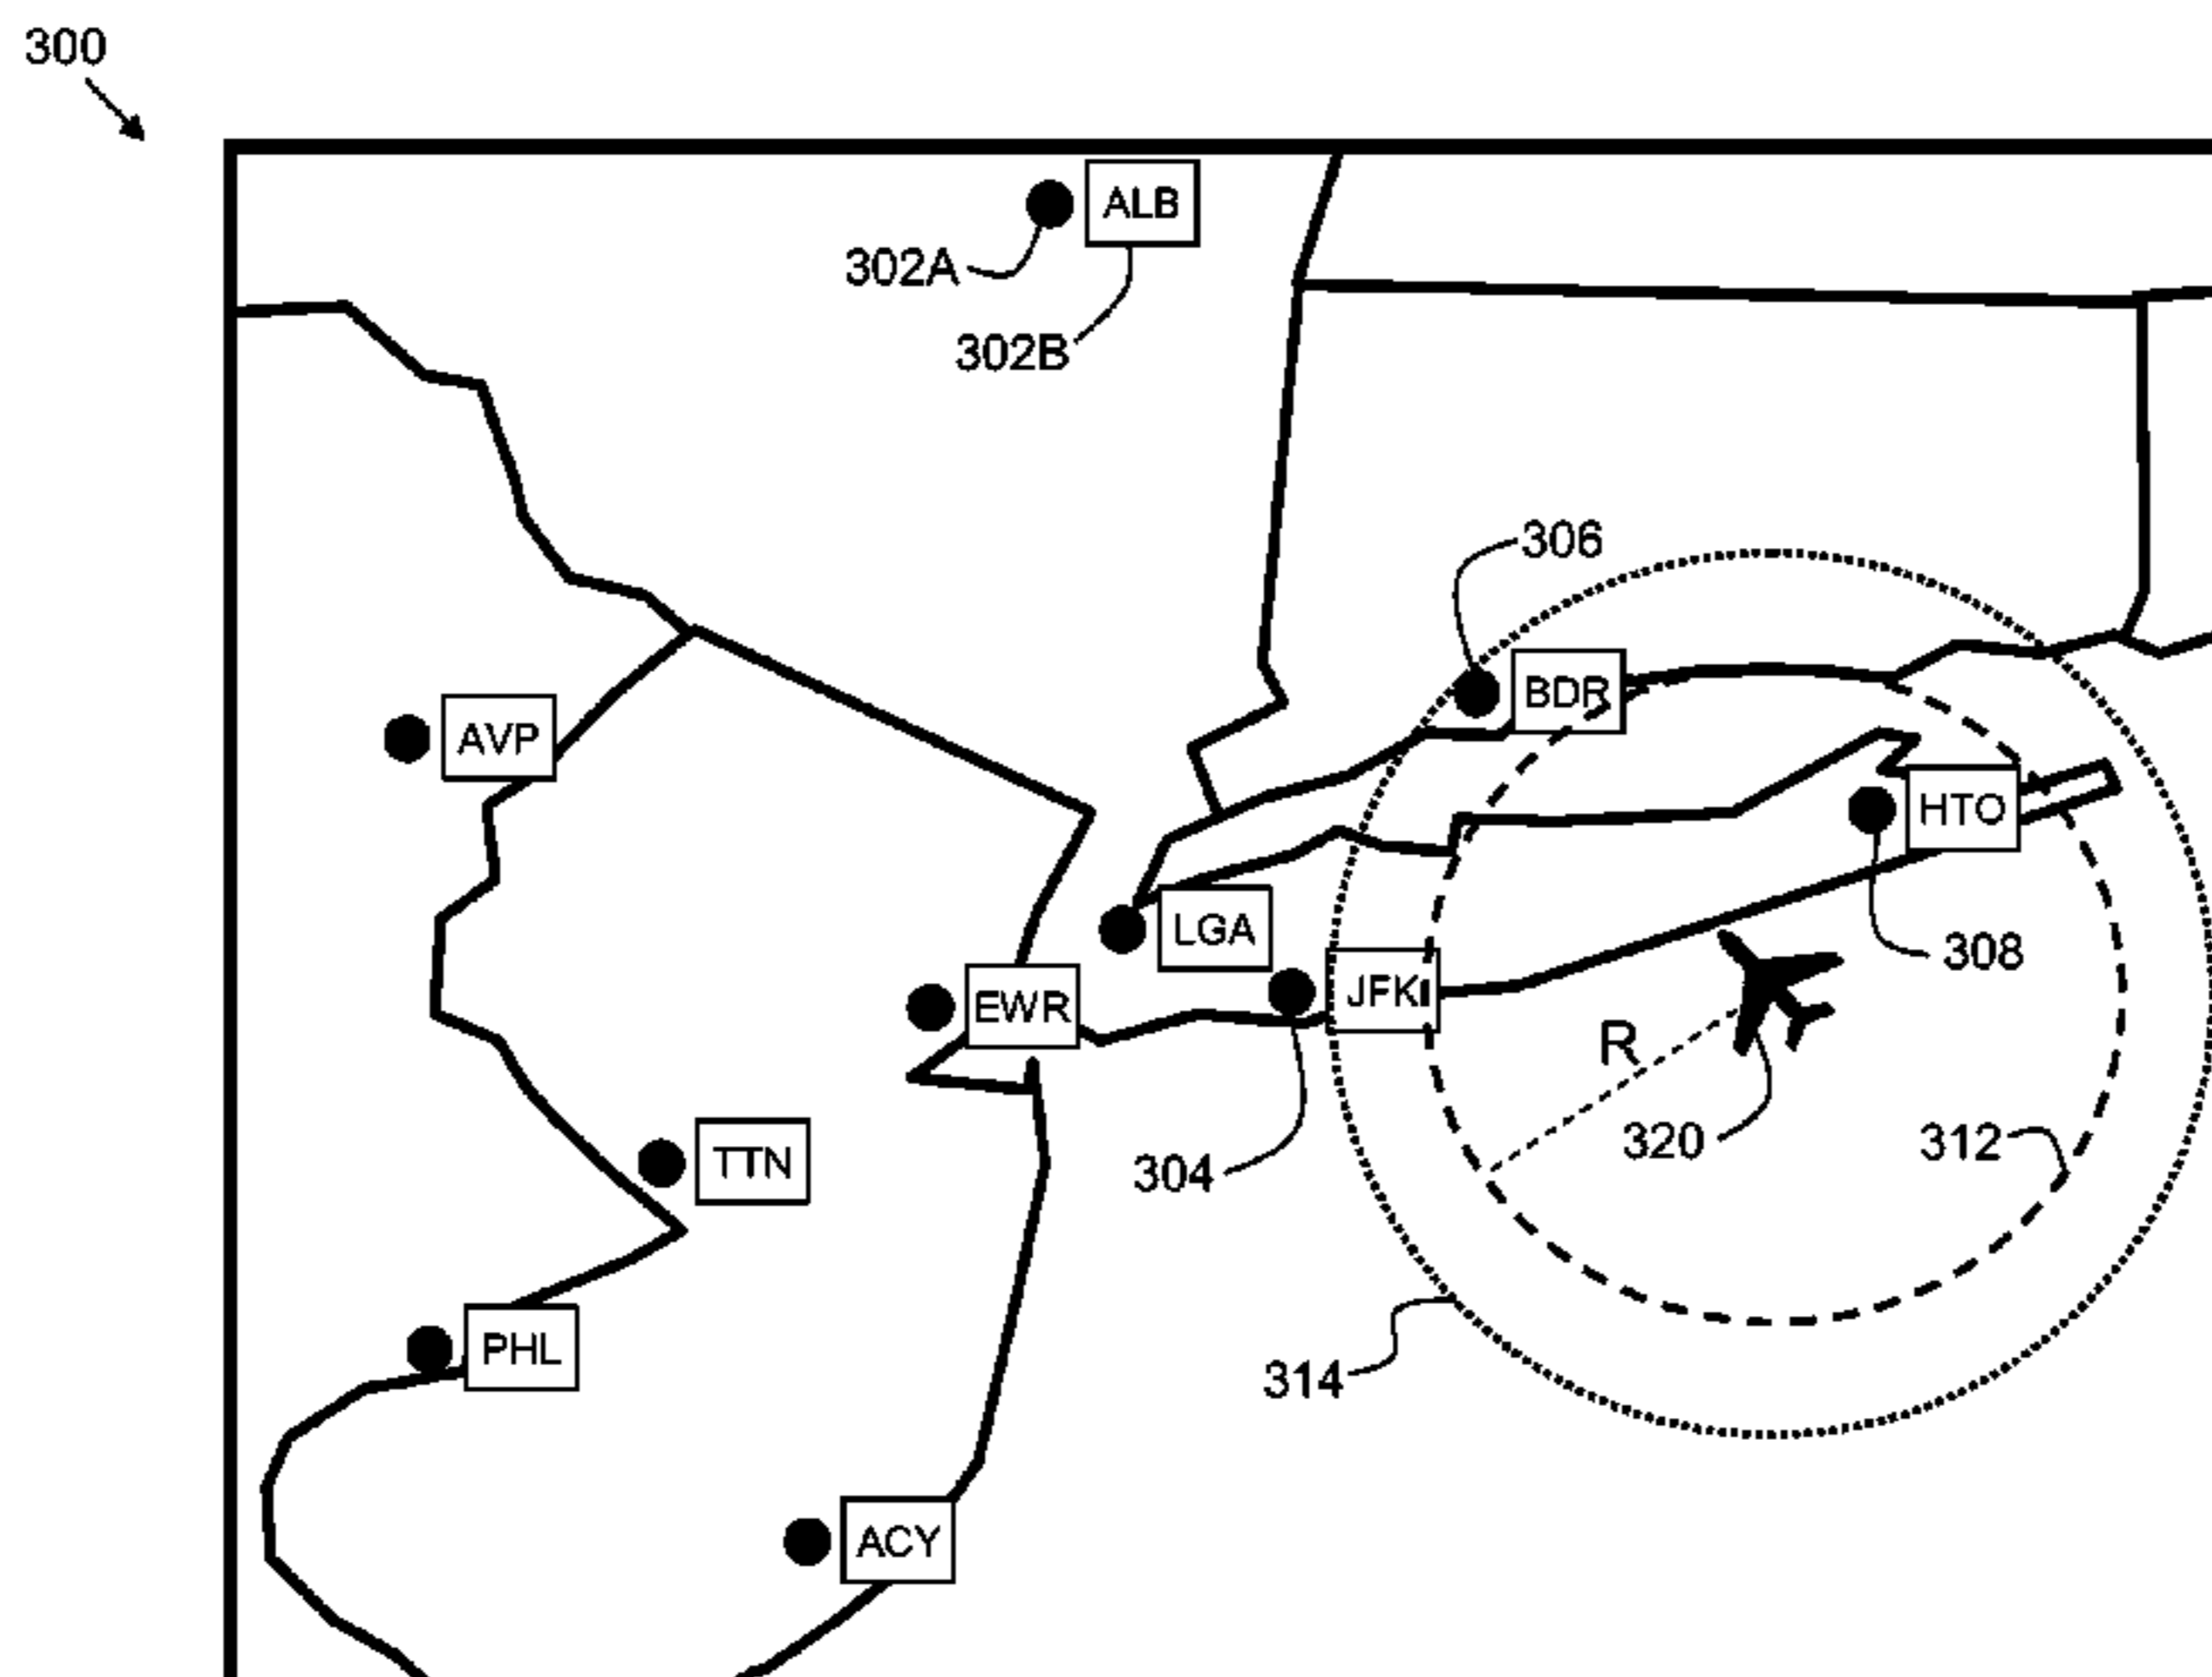 300
ALB
302A
302B
306
BDR
AVP
HTO
LGA
308
JFK
EWR
R
320
312
TTN
304
PHL
314
ACY